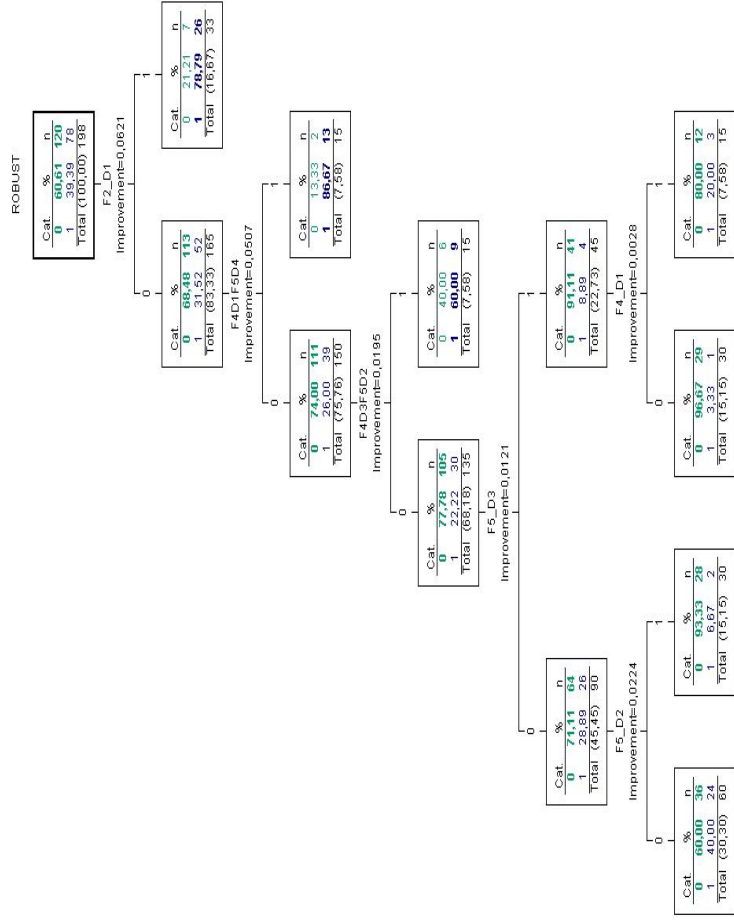 ROBUST
Cat. % n
0 60,61 120
1 39,39 78
Total (100,00) 198
F2_D1
Improvement=0,0621
0
1
Cat. % n
0 68,48 113
1 31,52 52
Total (83,33) 165
Cat. % n
0 21,21 7
1 78,79 26
Total (16,67) 33
F4D1F5D4
Improvement=0,0507
0
1
Cat. % n
0 74,00 111
1 26,00 39
Total (75,76) 150
Cat. % n
0 13,33 2
1 86,67 13
Total (7,58) 15
F4D3F5D2
Improvement=0,0195
0
1
Cat. % n
0 77,78 105
1 22,22 30
Total (68,18) 135
Cat. % n
0 40,00 6
1 60,00 9
Total (7,58) 15
F5_D3
Improvement=0,0121
0
1
Cat. % n
0 71,11 64
1 28,89 26
Total (45,45) 90
Cat. % n
0 91,11 41
1 8,89 4
Total (22,73) 45
F5_D2
Improvement=0,0224
F4_D1
Improvement=0,0028
0
1
0
1
Cat. % n
0 60,00 36
1 40,00 24
Total (30,30) 60
Cat. % n
0 93,33 28
1 6,67 2
Total (15,15) 30
Cat. % n
0 96,67 29
1 3,33 1
Total (15,15) 30
Cat. % n
0 80,00 12
1 20,00 3
Total (7,58) 15